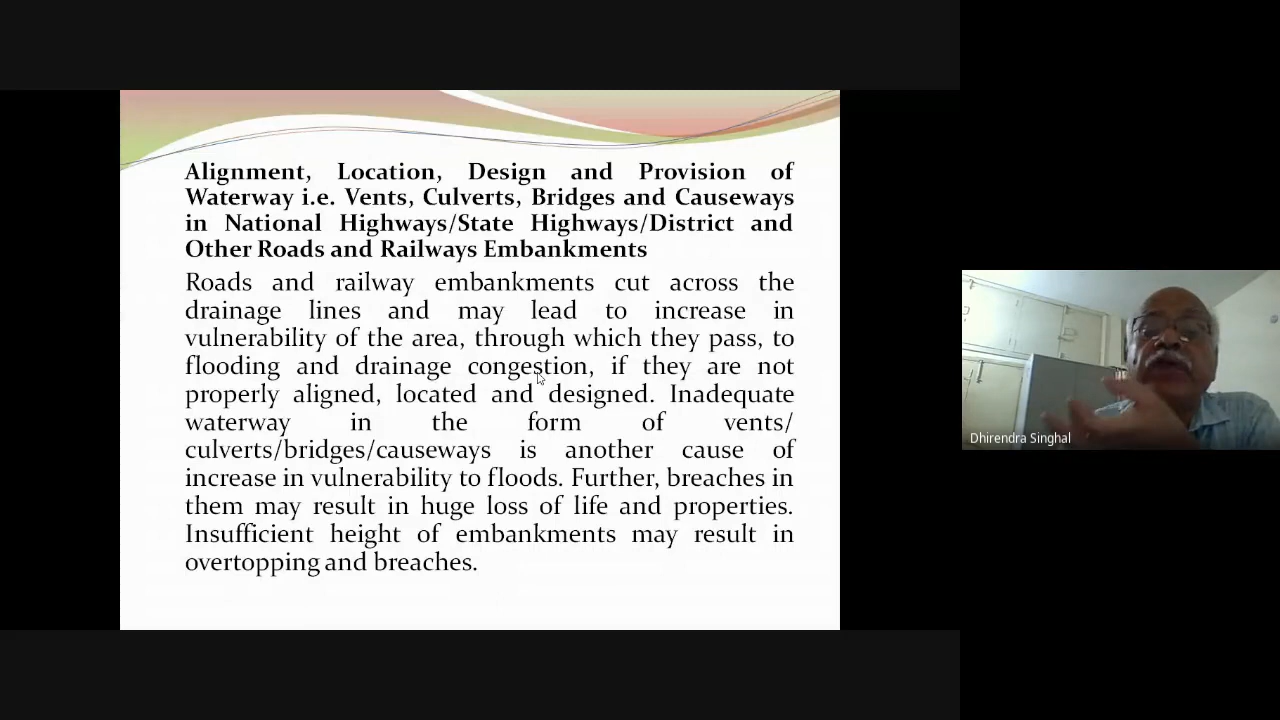 Alignment, Location, Design and Provision of
Waterway i.e. Vents, Culverts, Bridges and Causeways
in National Highways/State Highways/District and
Other Roads and Railways Embankments
Roads and railway embankments cut across the
drainage lines and may lead to increase in
vulnerability of the area, through which they pass, to
flooding and drainage congestion, if they are not
properly aligned, located and designed. Inadequate
waterway in the form of vents/
culverts/bridges/causeways is another cause of
increase in vulnerability to floods. Further, breaches in
them may result in huge loss of life and properties.
Insufficient height of embankments may result in
overtopping and breaches.
Dhirendra Singhal